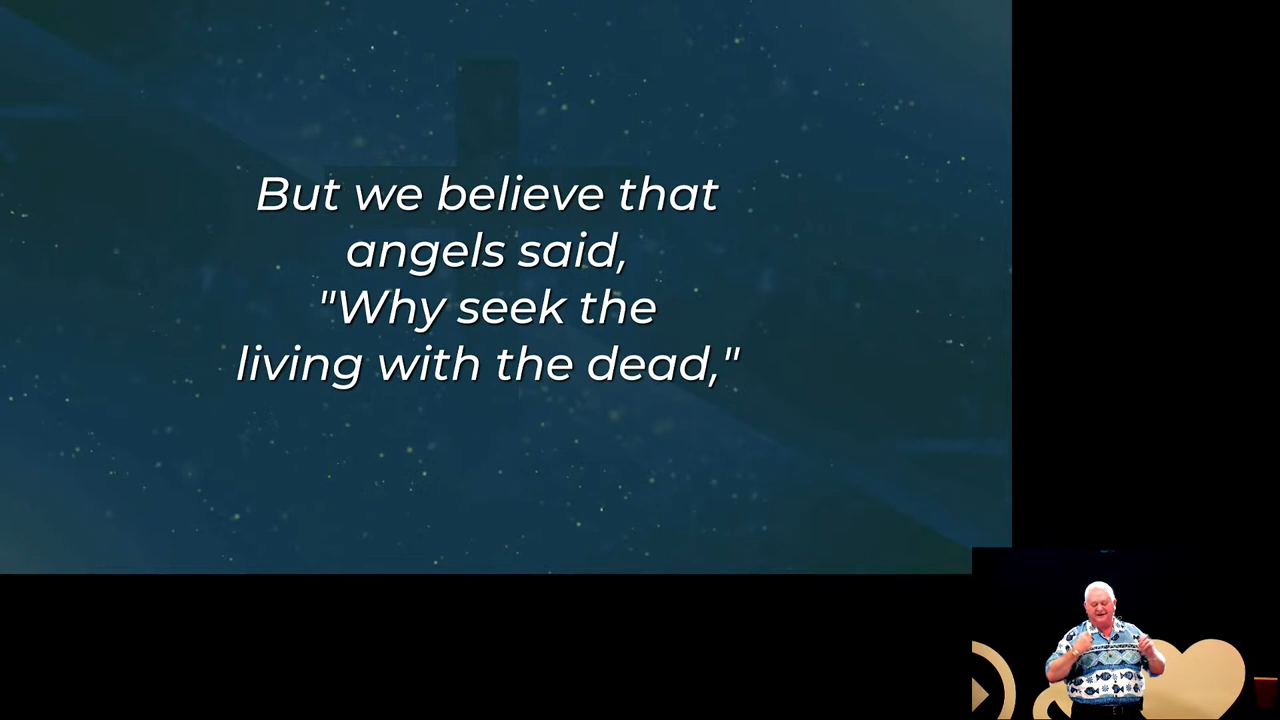 But we believe that
angels said,
"Why seek the
living with the dead,"